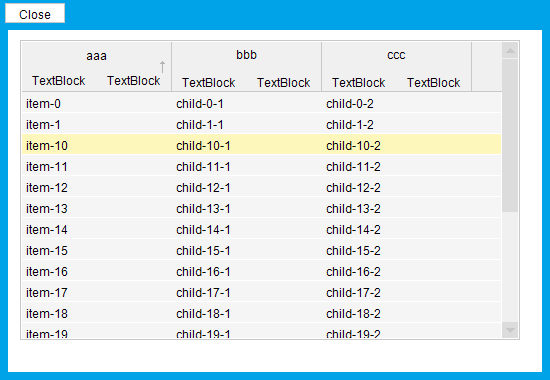 Close
aaa bbb ccc
↑
TextBlock TextBlock TextBlock TextBlock TextBlock TextBlock
item-0 child-0-1 child-0-2
item-1 child-1-1 child-1-2
item-10 child-10-1 child-10-2
item-11 child-11-1 child-11-2
item-12 child-12-1 child-12-2
item-13 child-13-1 child-13-2
item-14 child-14-1 child-14-2
item-15 child-15-1 child-15-2
item-16 child-16-1 child-16-2
item-17 child-17-1 child-17-2
item-18 child-18-1 child-18-2
item-19 child-19-1 child-19-2